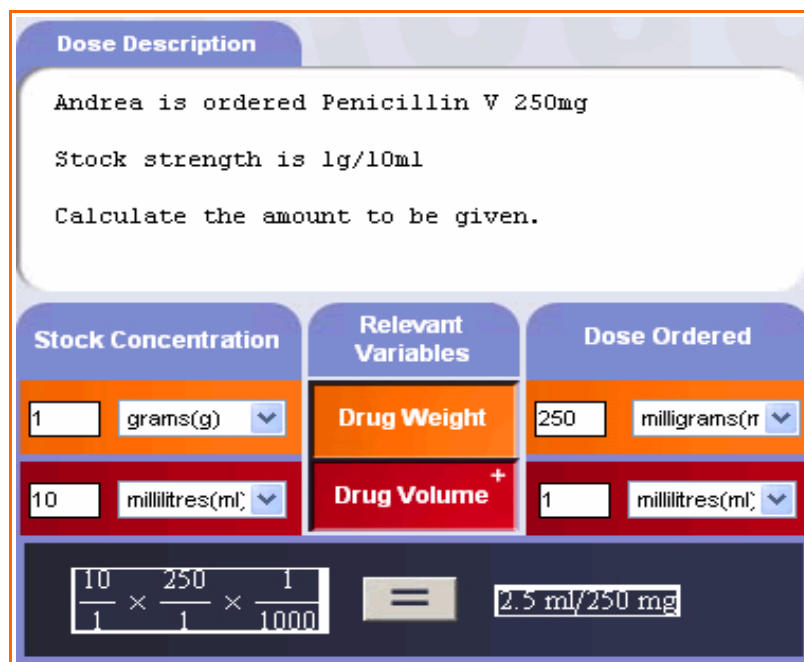 Dose Description
Andrea is ordered Penicillin V 250mg
Stock strength is 1g/10ml
Calculate the amount to be given.
Stock Concentration
Relevant
Variables
Dose Ordered
1 grams(g) Drug Weight 250 milligrams(m
10 millilitres(ml) Drug Volume + 1 millilitres(ml)
10/1 × 250/1 × 1/1000 = 2.5 ml/250 mg